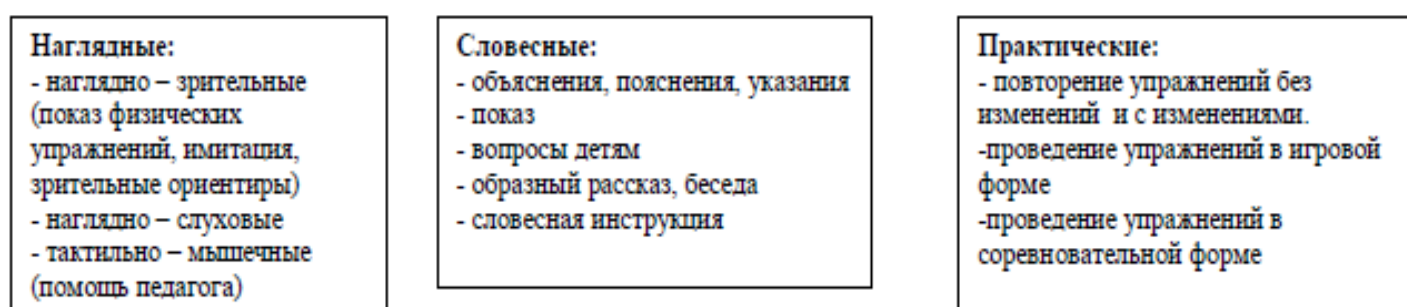 Наглядные:
- наглядно – зрительные
(показ физических
упражнений, имитация,
зрительные ориентиры)
- наглядно – слуховые
- тактильно – мышечные
(помощь педагога)
Словесные:
- объяснения, пояснения, указания
- показ
- вопросы детям
- образный рассказ, беседа
- словесная инструкция
Практические:
- повторение упражнений без
изменений и с изменениями.
-проведение упражнений в игровой
форме
-проведение упражнений в
соревновательной форме